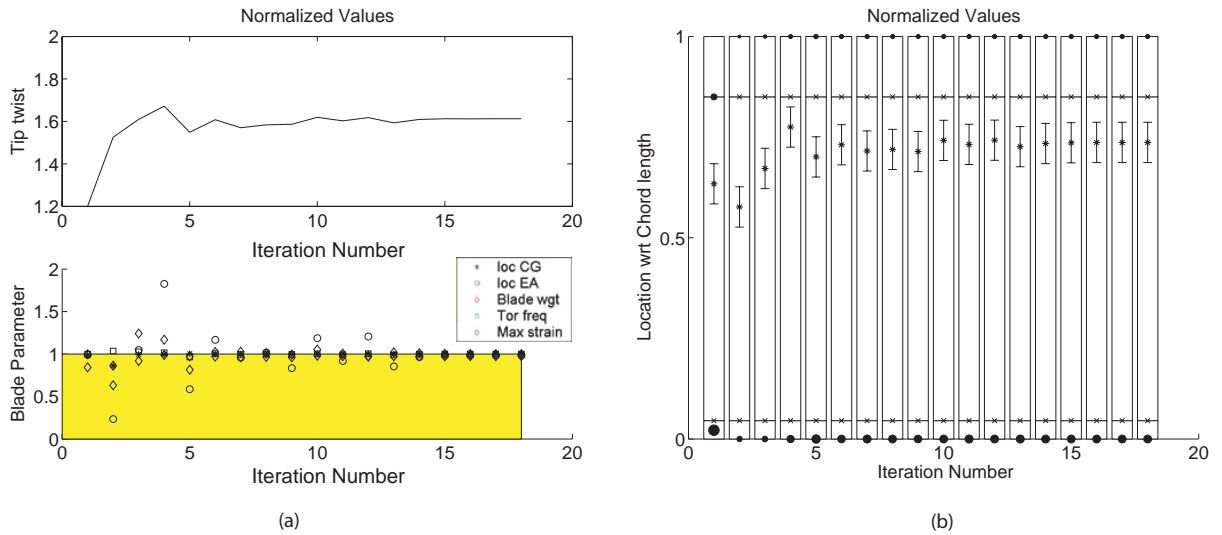 Normalized Values
2
1.8
1.6
1.4
1.2
0 5 10 15 20
Tip twist
Iteration Number
2
1.5
1
0.5
0
0 5 10 15 20
Blade Parameter
Iteration Number
loc CG
loc EA
Blade wgt
Tor freq
Max strain
(a)
Normalized Values
1
0.5
0
0 5 10 15 20
Location wrt Chord length
Iteration Number
(b)